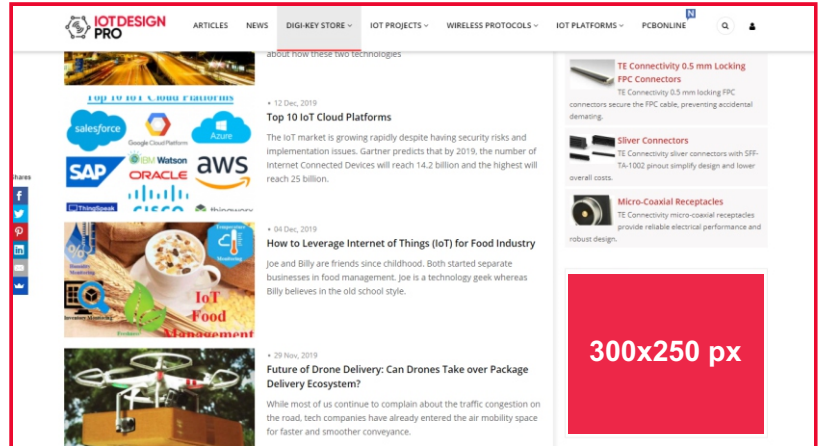 IOTDESIGN
PRO
ARTICLES
NEWS
DIGI-KEY STORE
IOT PROJECTS
WIRELESS PROTOCOLS
IOT PLATFORMS
PCBONLINE
N
about how these two technologies
Top 10 IoT Cloud Platforms
salesforce
Google Cloud Platform
Azure
SAP
IBM Watson
ORACLE
aws
ThingSpeak
CISCO
thingworx
12 Dec, 2019
Top 10 IoT Cloud Platforms
The IoT market is growing rapidly despite having security risks and
implementation issues. Gartner predicts that by 2019, the number of
Internet Connected Devices will reach 14.2 billion and the highest will
reach 25 billion.
hares
Humidity
Monitoring
Temperature
Monitoring
Inventory Monitoring
IoT
Food
Management
04 Dec, 2019
How to Leverage Internet of Things (IoT) for Food Industry
Joe and Billy are friends since childhood. Both started separate
businesses in food management. Joe is a technology geek whereas
Billy believes in the old school style.
29 Nov, 2019
Future of Drone Delivery: Can Drones Take over Package
Delivery Ecosystem?
While most of us continue to complain about the traffic congestion on
the road, tech companies have already entered the air mobility space
for faster and smoother conveyance.
TE Connectivity 0.5 mm Locking
FPC Connectors
TE Connectivity 0.5 mm locking FPC
connectors secure the FPC cable, preventing accidental
demating.
Sliver Connectors
TE Connectivity sliver connectors with SFF-
TA-1002 pinout simplify design and lower
overall costs.
Micro-Coaxial Receptacles
TE Connectivity micro-coaxial receptacles
provide reliable electrical performance and
robust design.
300x250 px